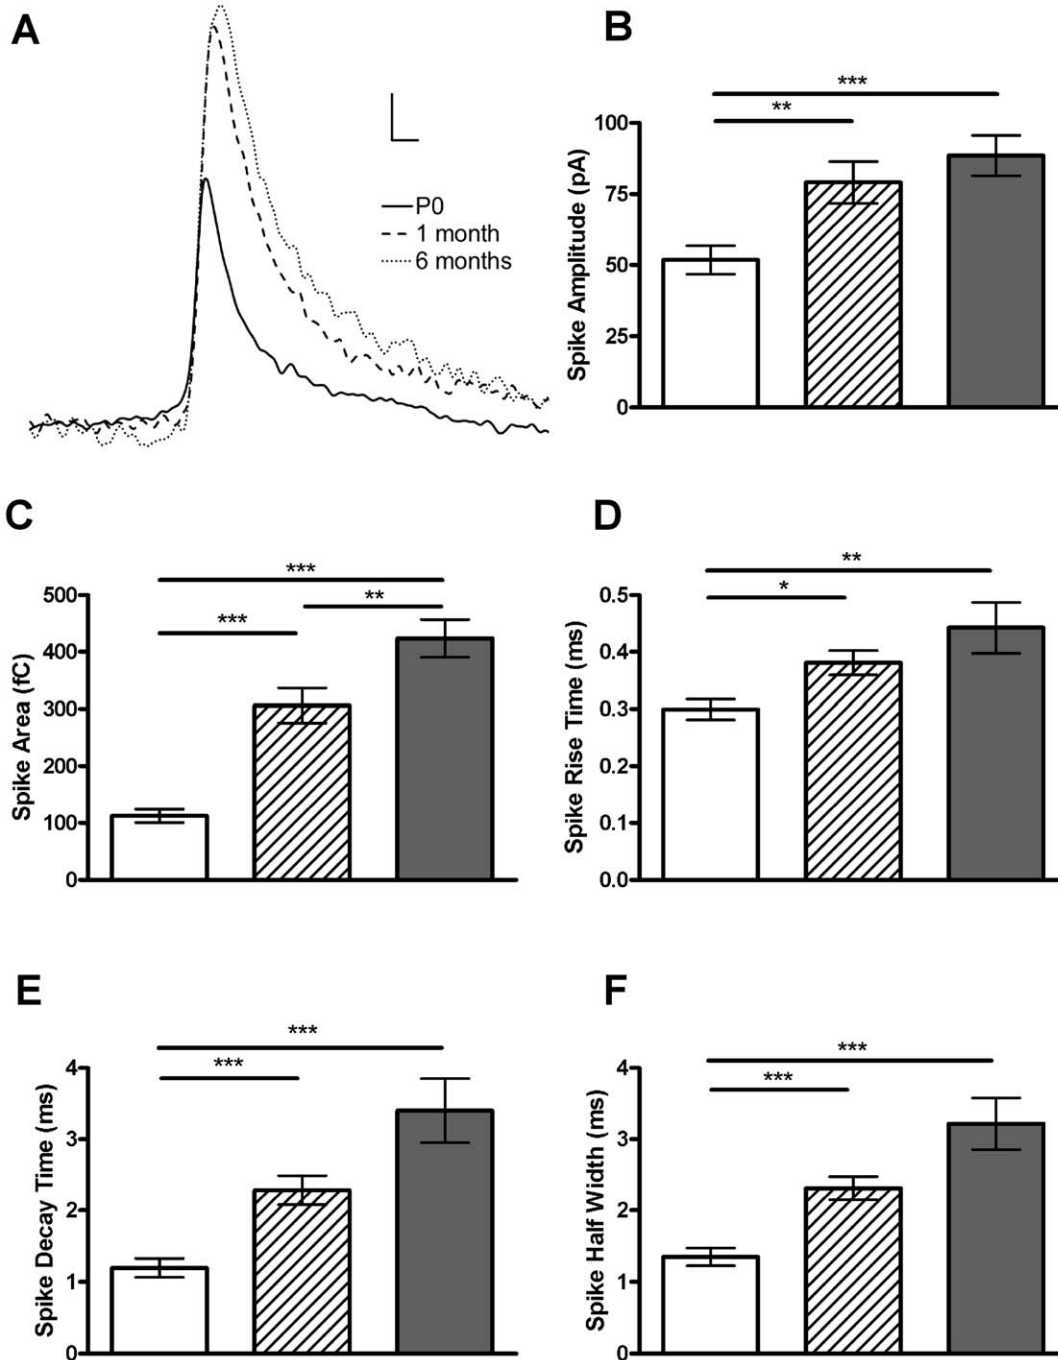 A
P0
1 month
6 months
B
***
**
100
75
50
25
0
Spike Amplitude (pA)
C
***
**
***
500
400
300
200
100
0
Spike Area (fC)
D
**
*
0.5
0.4
0.3
0.2
0.1
0.0
Spike Rise Time (ms)
E
***
***
4
3
2
1
0
Spike Decay Time (ms)
F
***
***
4
3
2
1
0
Spike Half Width (ms)